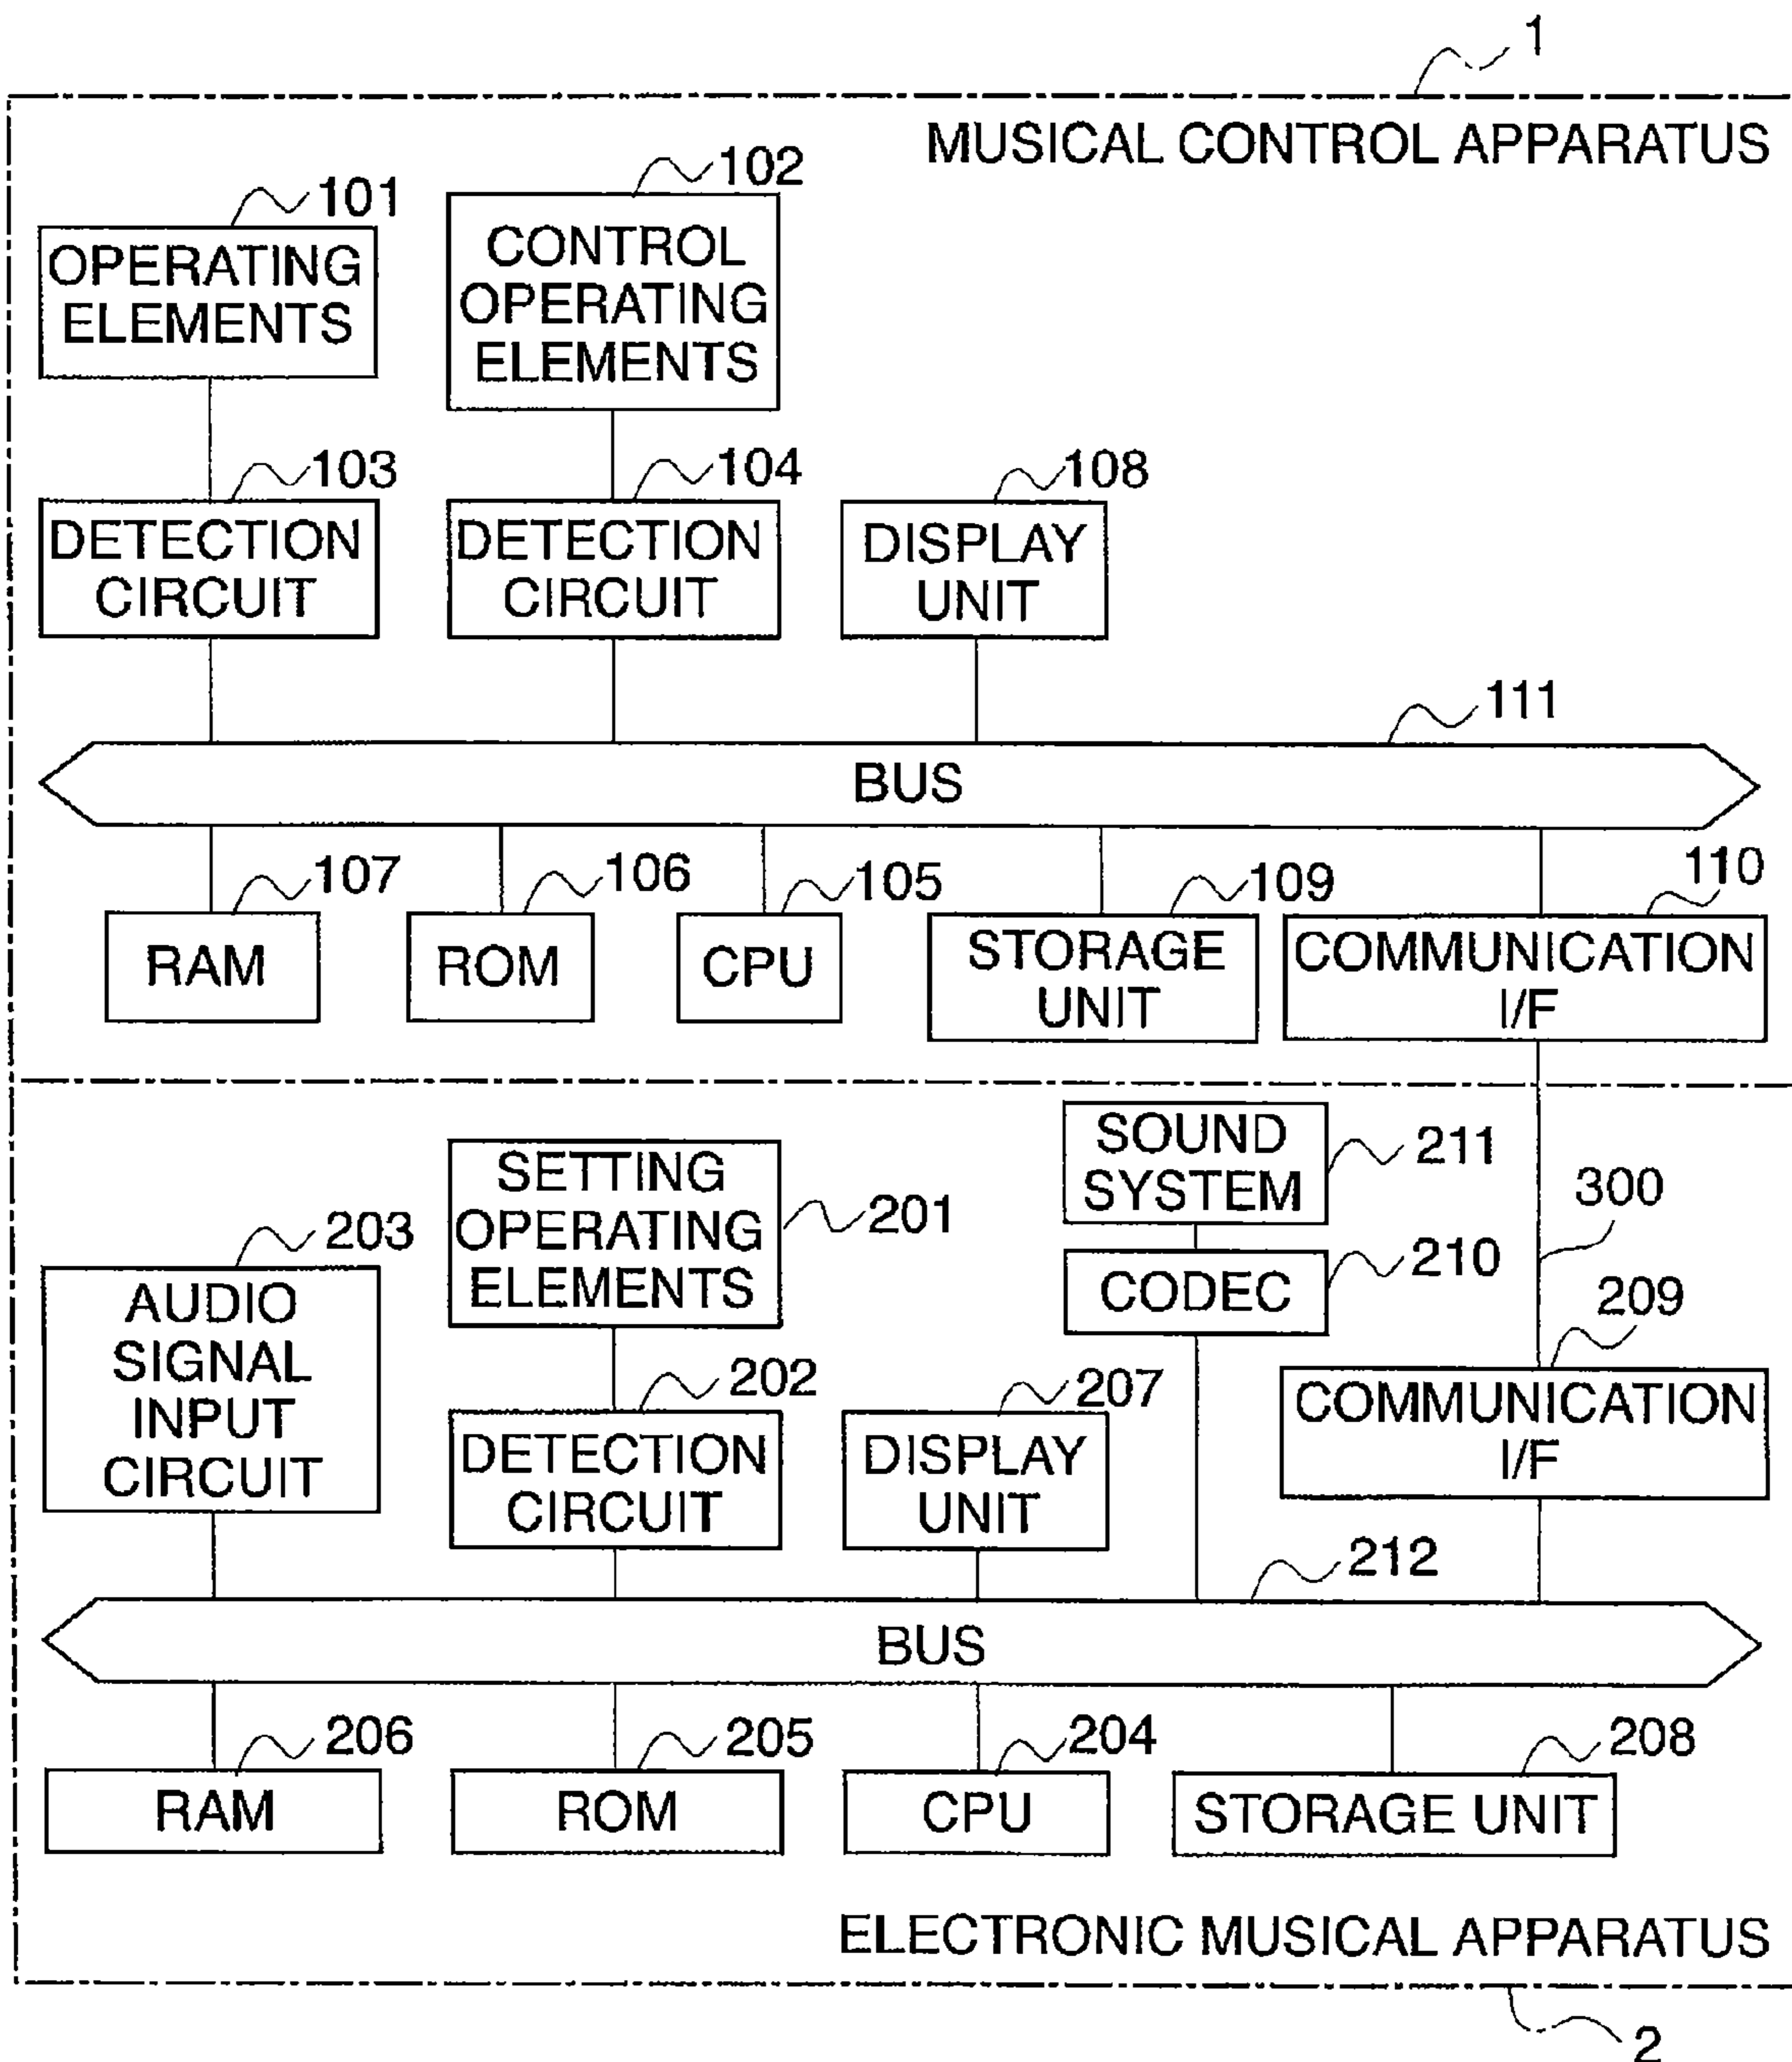 1
MUSICAL CONTROL APPARATUS
101
102
OPERATING
ELEMENTS
CONTROL
OPERATING
ELEMENTS
103
104
108
DETECTION
CIRCUIT
DETECTION
CIRCUIT
DISPLAY
UNIT
111
BUS
107
106
105
109
110
RAM
ROM
CPU
STORAGE
UNIT
COMMUNICATION
I/F
SOUND
SYSTEM
211
300
SETTING
OPERATING
ELEMENTS
201
203
CODEC
210
209
AUDIO
SIGNAL
INPUT
CIRCUIT
202
207
DETECTION
CIRCUIT
DISPLAY
UNIT
COMMUNICATION
I/F
212
BUS
206
205
204
208
RAM
ROM
CPU
STORAGE UNIT
ELECTRONIC MUSICAL APPARATUS
2